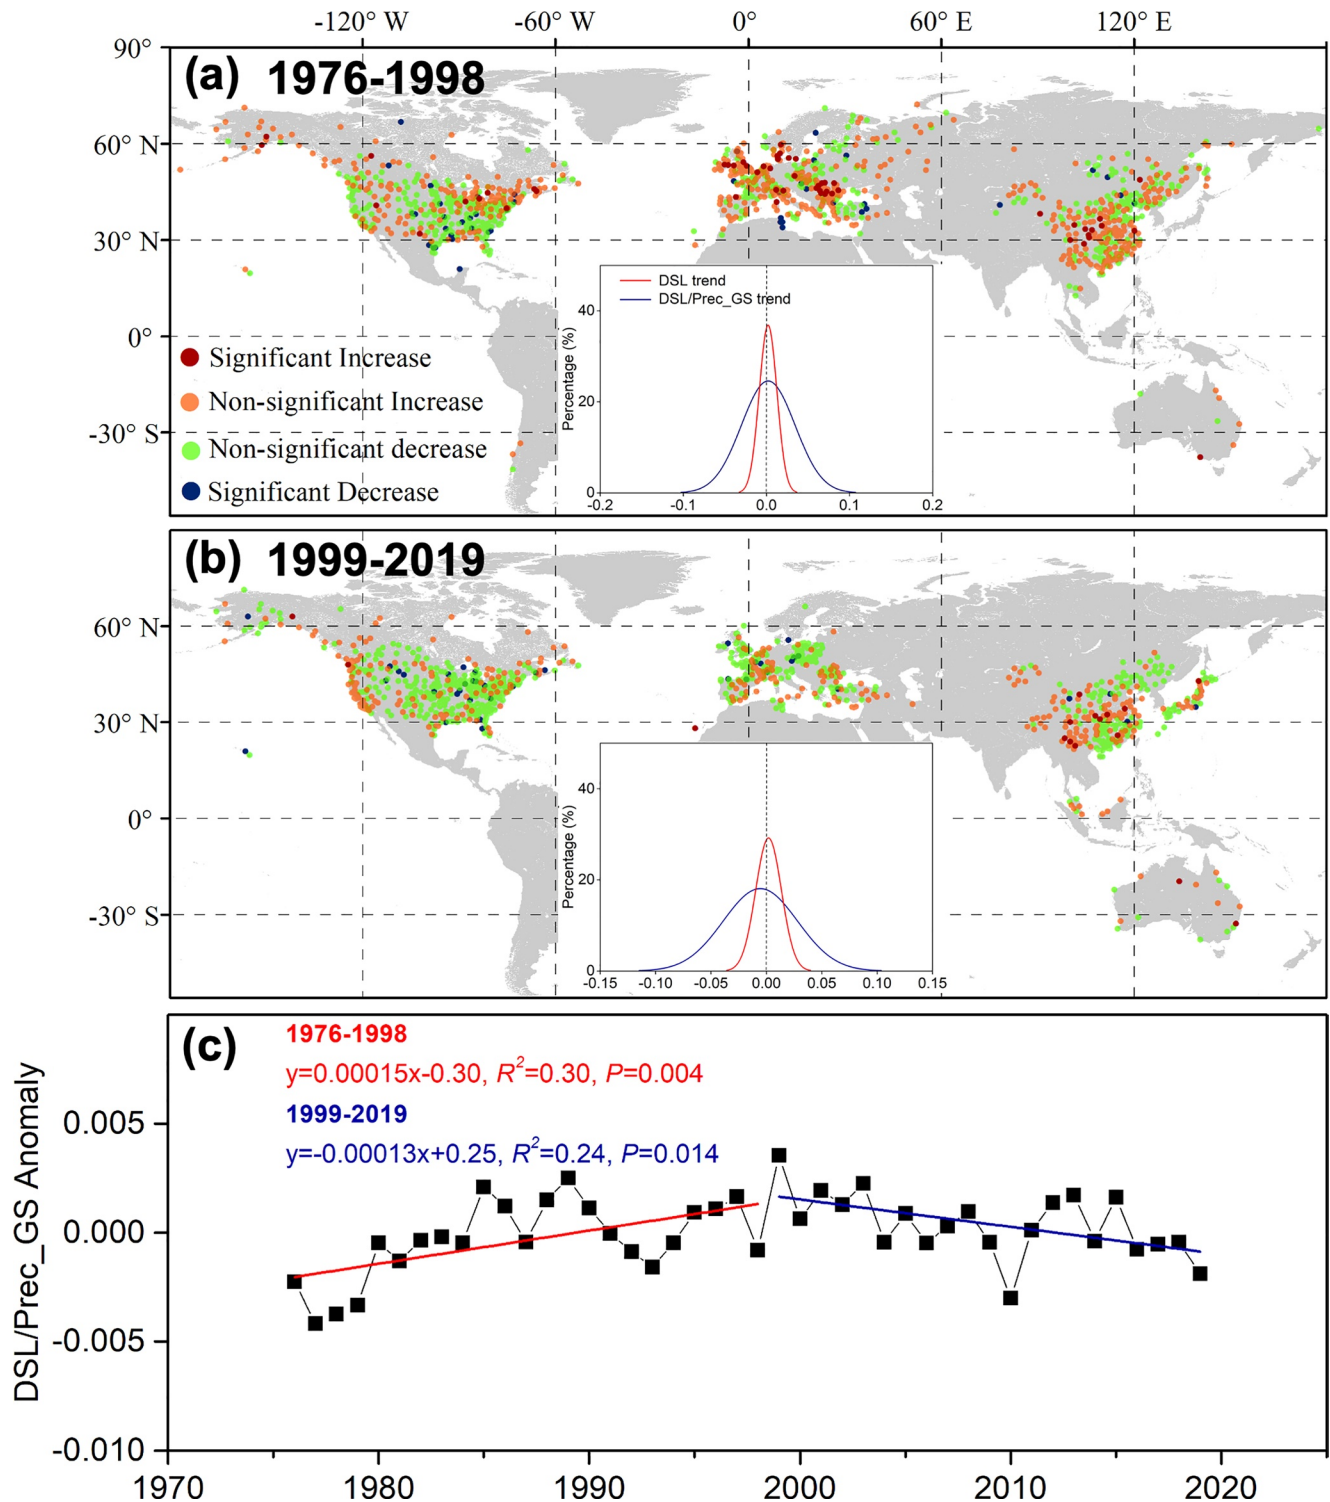 -120° W -60° W 0° 60° E 120° E
90°
(a) 1976-1998
60° N
30° N
0°
-30° S
Significant Increase
Non-significant Increase
Non-significant decrease
Significant Decrease
DSL trend
DSL/Prec_GS trend
Percentage (%)
40
20
0
-0.2 -0.1 0.0 0.1 0.2
(b) 1999-2019
60° N
30° N
0°
-30° S
Percentage (%)
40
20
0
-0.15 -0.10 -0.05 0.00 0.05 0.10 0.15
(c)
1976-1998
y=0.00015x-0.30, R²=0.30, P=0.004
1999-2019
y=-0.00013x+0.25, R²=0.24, P=0.014
DSL/Prec_GS Anomaly
0.005
0.000
-0.005
-0.010
1970 1980 1990 2000 2010 2020